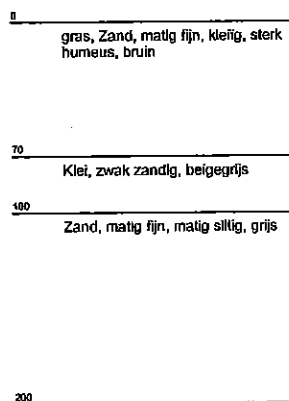 0
gras, Zand, matig fijn, kleiig, sterk
humeus, bruin
70
Klei, zwak zandig, beigegrijs
100
Zand, matig fijn, matig siltig, grijs
200